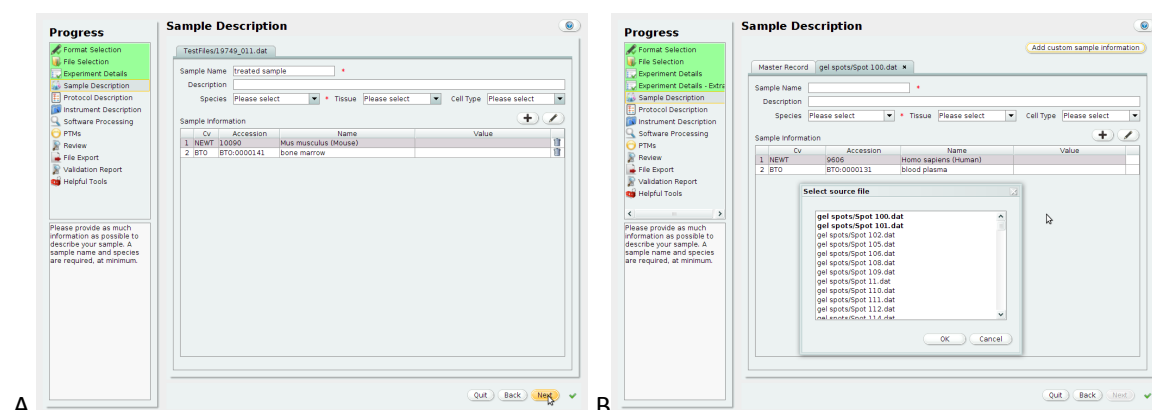 Progress
Format Selection
File Selection
Experiment Details
Sample Description
Protocol Description
Instrument Description
Software Processing
PTMs
Review
File Export
Validation Report
Helpful Tools
Please provide as much
information as possible to
describe your sample. A
sample name and species
are required, at minimum.
Sample Description
TestFiles/19749_011.dat
Sample Name treated sample *
Description
Species Please select * Tissue Please select Cell Type Please select
Sample Information
Cv Accession Name Value
1 NEWT 10090 Mus musculus (Mouse)
2 BTO BTO:0000141 bone marrow
Quit Back Next
A
Progress
Format Selection
File Selection
Experiment Details
Experiment Details - Extra
Sample Description
Protocol Description
Instrument Description
Software Processing
PTMs
Review
File Export
Validation Report
Helpful Tools
Please provide as much
information as possible to
describe your sample. A
sample name and species
are required, at minimum.
Sample Description
Add custom sample information
Master Record gel spots/Spot 100.dat ×
Sample Name *
Description
Species Please select * Tissue Please select Cell Type Please select
Sample Information
Cv Accession Name Value
1 NEWT 9606 Homo sapiens (Human)
2 BTO BTO:0000131 blood plasma
Select source file
gel spots/Spot 100.dat
gel spots/Spot 101.dat
gel spots/Spot 102.dat
gel spots/Spot 105.dat
gel spots/Spot 106.dat
gel spots/Spot 108.dat
gel spots/Spot 109.dat
gel spots/Spot 11.dat
gel spots/Spot 110.dat
gel spots/Spot 111.dat
gel spots/Spot 112.dat
gel spots/Spot 114.dat
OK Cancel
Quit Back Next
B